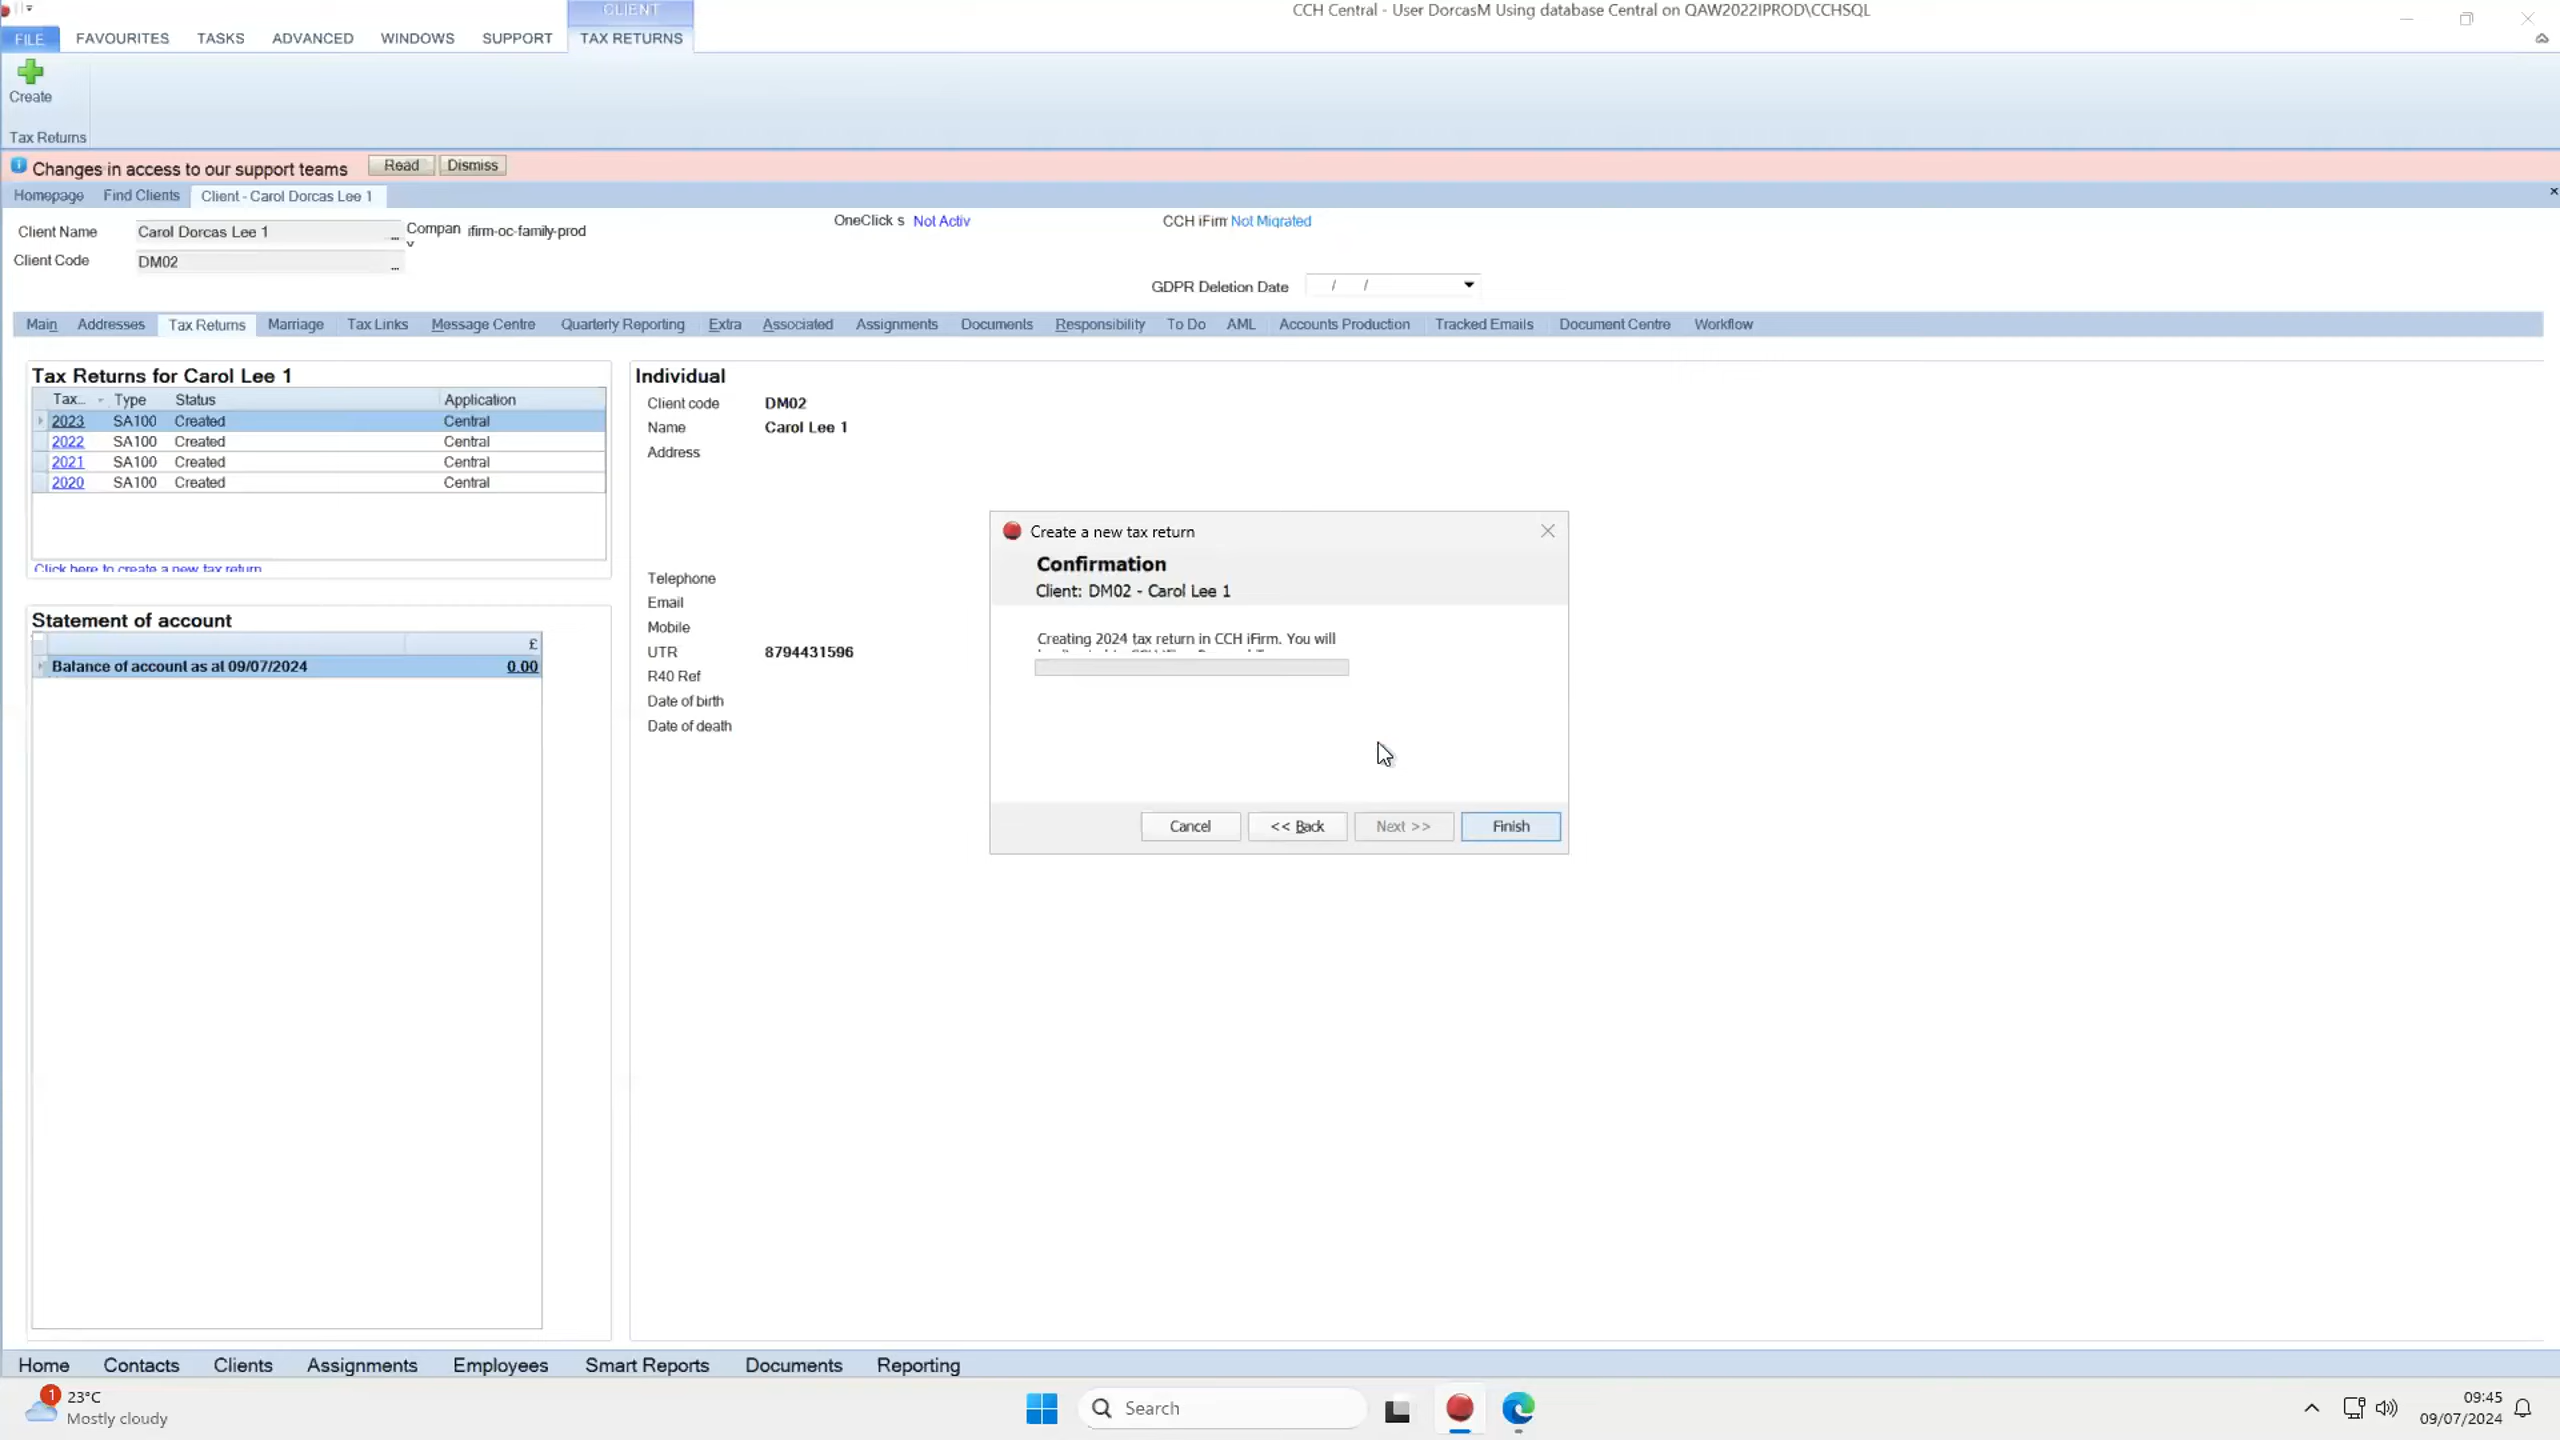 CLIENT
CCH Central - User DorcasM Using database Central on QAW2022IPROD\CCHSQL
FILE FAVOURITES TASKS ADVANCED WINDOWS SUPPORT TAX RETURNS
Create
Tax Returns
Changes in access to our support teams Read Dismiss
Homepage Find Clients Client - Carol Dorcas Lee 1
Client Name Carol Dorcas Lee 1 ... Compan ifirm-oc-family-prod OneClick s Not Activ CCH iFirm Not Migrated
y
Client Code DM02 ...
GDPR Deletion Date / /
Main Addresses Tax Returns Marriage Tax Links Message Centre Quarterly Reporting Extra Associated Assignments Documents Responsibility To Do AML Accounts Production Tracked Emails Document Centre Workflow
Tax Returns for Carol Lee 1
Tax... Type Status Application
2023 SA100 Created Central
2022 SA100 Created Central
2021 SA100 Created Central
2020 SA100 Created Central
Click here to create a new tax return
Statement of account
£
Balance of account as at 09/07/2024 0.00
Individual
Client code DM02
Name Carol Lee 1
Address
Telephone
Email
Mobile
UTR 8794431596
R40 Ref
Date of birth
Date of death
Create a new tax return
Confirmation
Client: DM02 - Carol Lee 1
Creating 2024 tax return in CCH iFirm. You will
Cancel << Back Next >> Finish
Home Contacts Clients Assignments Employees Smart Reports Documents Reporting
1
23°C
Mostly cloudy
Search
09:45
09/07/2024